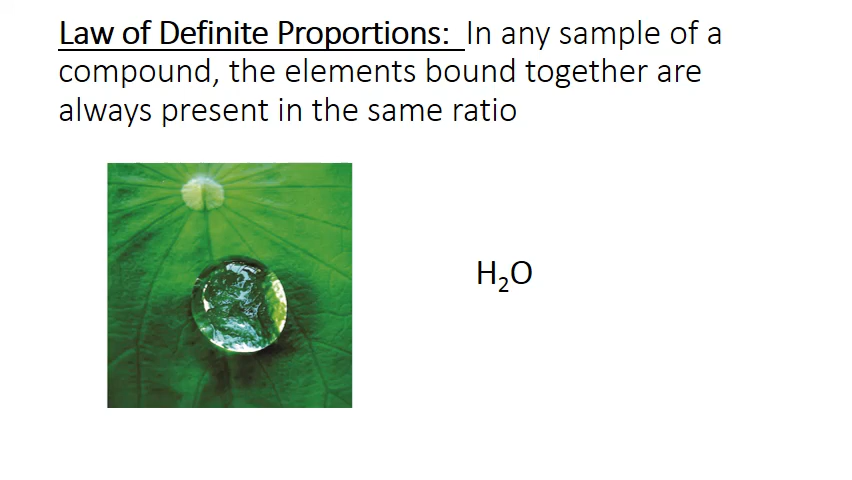 Law of Definite Proportions: In any sample of a
compound, the elements bound together are
always present in the same ratio
H₂O